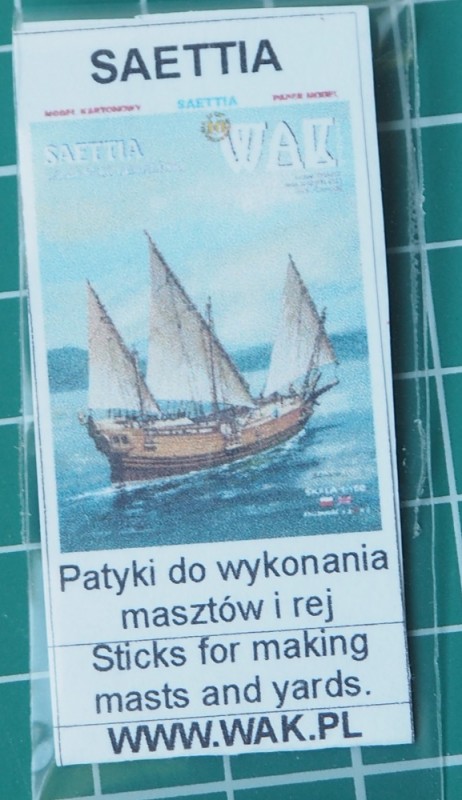 SAETTIA
MODEL KARTONOWY SAETTIA PAPER MODEL
WAK
SAETTIA
Patyki do wykonania
masztów i rej
Sticks for making
masts and yards.
WWW.WAK.PL